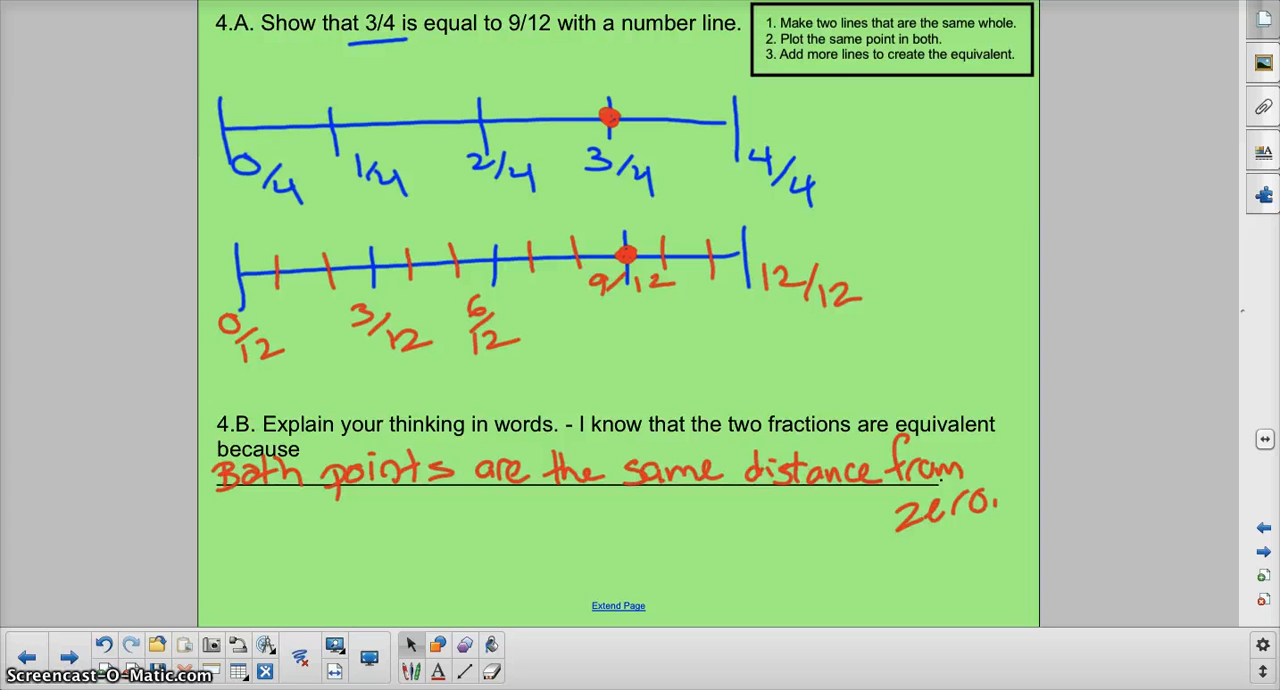 4.A. Show that 3/4 is equal to 9/12 with a number line.
1. Make two lines that are the same whole.
2. Plot the same point in both.
3. Add more lines to create the equivalent.
0/4 1/4 2/4 3/4 4/4
0/12 3/12 6/12 9/12 12/12
4.B. Explain your thinking in words. - I know that the two fractions are equivalent
because
Both points are the same distance from
zero.
Extend Page
Screencast-O-Matic.com